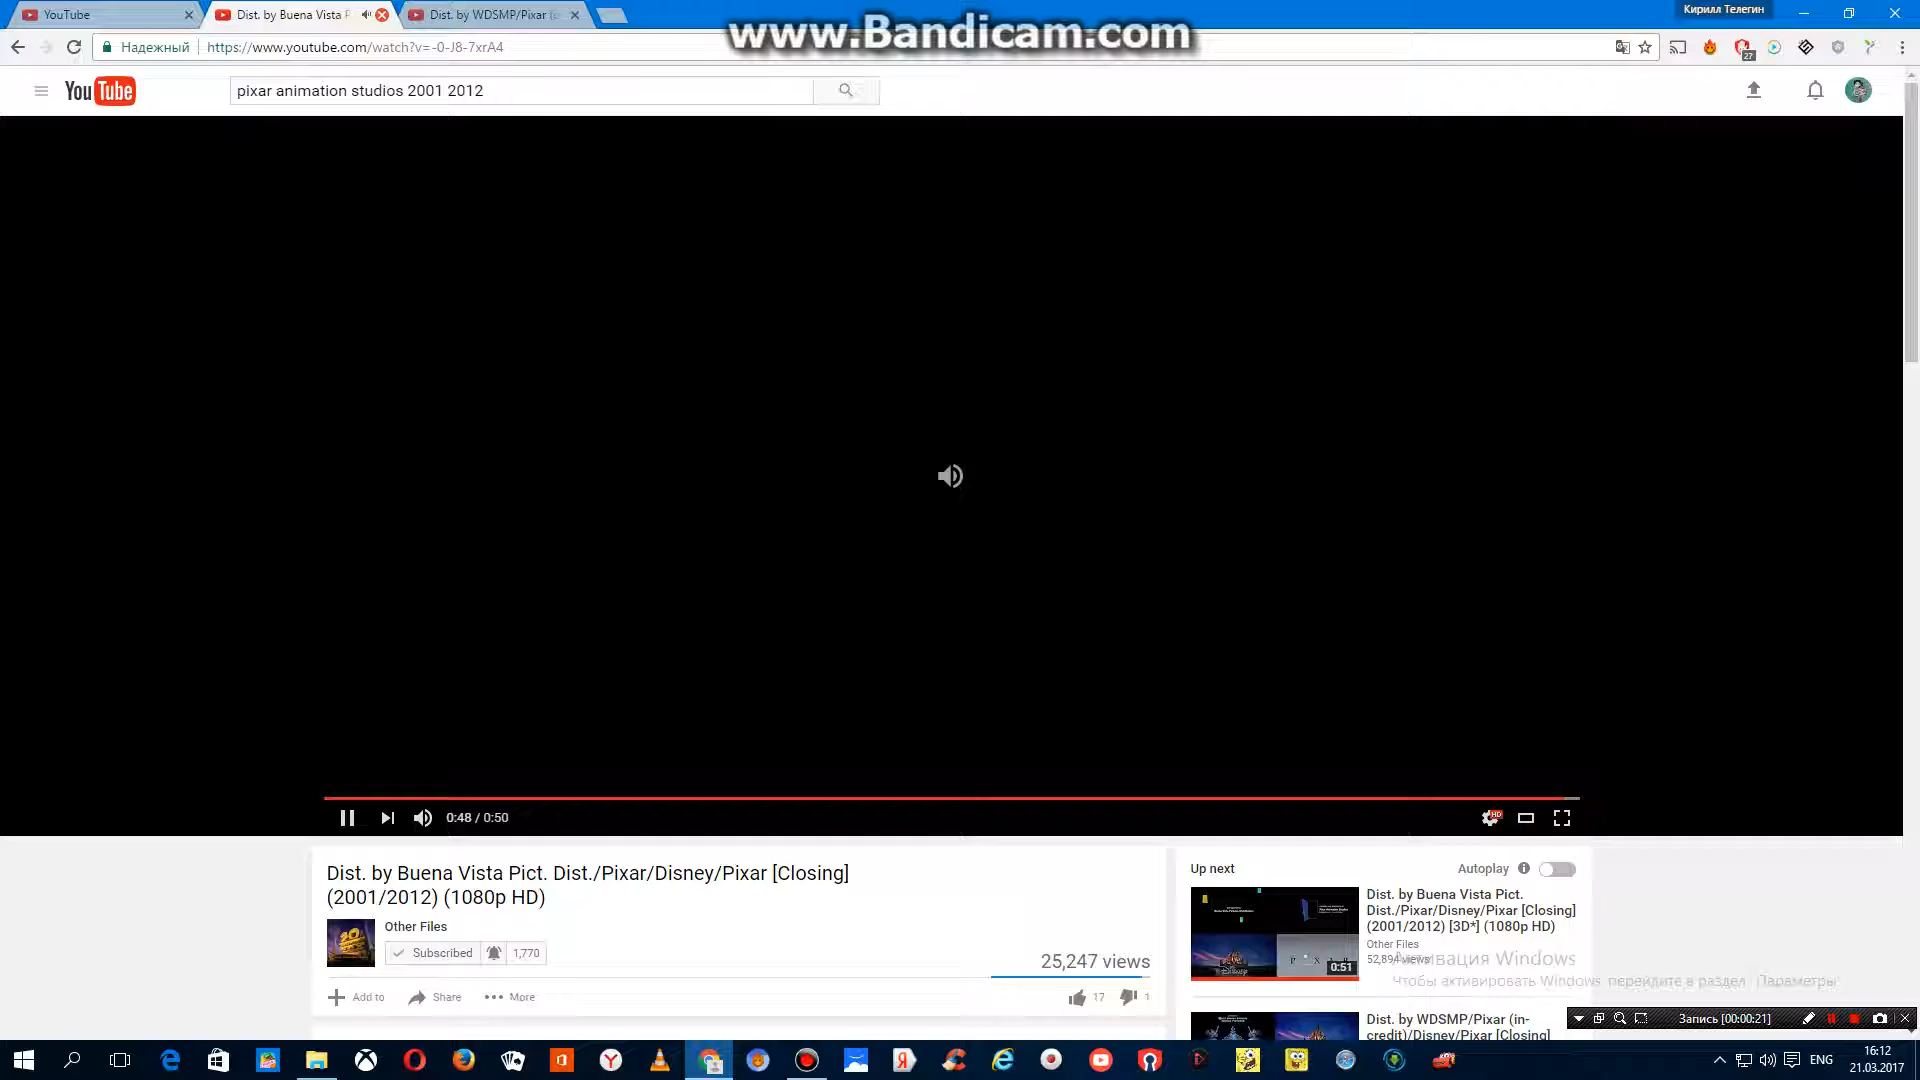 YouTube
Dist. by Buena Vista P
Dist. by WDSMP/Pixar (
www.Bandicam.com
Кирилл Телегин
Надежный
https://www.youtube.com/watch?v=-0-J8-7xrA4
27
YouTube
pixar animation studios 2001 2012
0:48 / 0:50
HD
Dist. by Buena Vista Pict. Dist./Pixar/Disney/Pixar [Closing]
(2001/2012) (1080p HD)
Other Files
Subscribed
1,770
25,247 views
Add to
Share
More
17
1
Up next
Autoplay
Dist. by Buena Vista Pict.
Dist./Pixar/Disney/Pixar [Closing]
(2001/2012) [3D*] (1080p HD)
Other Files
52,894 views
0:51
Активация Windows
Чтобы активировать Windows, перейдите в раздел
Параметры
Dist. by WDSMP/Pixar (in-
credit)/Disney/Pixar [Closing]
Запись [00:00:21]
ENG
16:12
21.03.2017